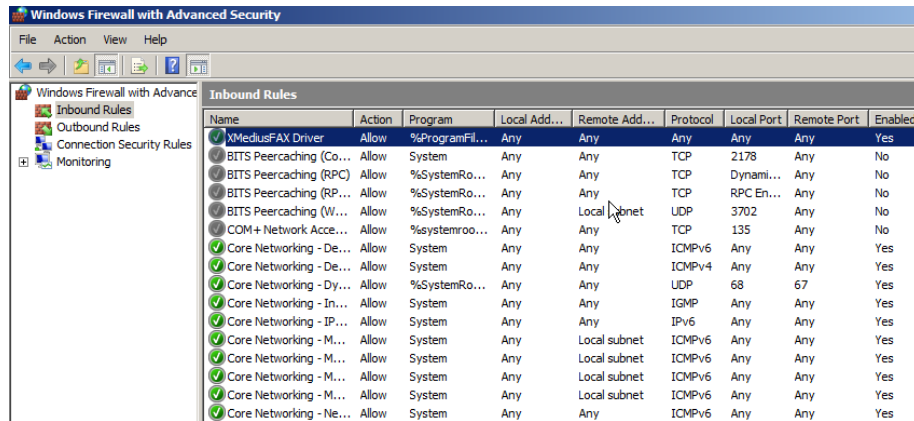 Windows Firewall with Advanced Security
File Action View Help
Windows Firewall with Advance
Inbound Rules
Outbound Rules
Connection Security Rules
Monitoring
Inbound Rules
Name Action Program Local Add... Remote Add... Protocol Local Port Remote Port Enabled
XMediusFAX Driver Allow %ProgramFil... Any Any Any Any Any Yes
BITS Peercaching (Co... Allow System Any Any TCP 2178 Any No
BITS Peercaching (RPC) Allow %SystemRo... Any Any TCP Dynami... Any No
BITS Peercaching (RP... Allow %SystemRo... Any Any TCP RPC En... Any No
BITS Peercaching (W... Allow %SystemRo... Any Local subnet UDP 3702 Any No
COM+ Network Acce... Allow %systemroo... Any Any TCP 135 Any No
Core Networking - De... Allow System Any Any ICMPv6 Any Any Yes
Core Networking - De... Allow System Any Any ICMPv4 Any Any Yes
Core Networking - Dy... Allow %SystemRo... Any Any UDP 68 67 Yes
Core Networking - In... Allow System Any Any IGMP Any Any Yes
Core Networking - IP... Allow System Any Any IPv6 Any Any Yes
Core Networking - M... Allow System Any Local subnet ICMPv6 Any Any Yes
Core Networking - M... Allow System Any Local subnet ICMPv6 Any Any Yes
Core Networking - M... Allow System Any Local subnet ICMPv6 Any Any Yes
Core Networking - M... Allow System Any Local subnet ICMPv6 Any Any Yes
Core Networking - Ne... Allow System Any Any ICMPv6 Any Any Yes